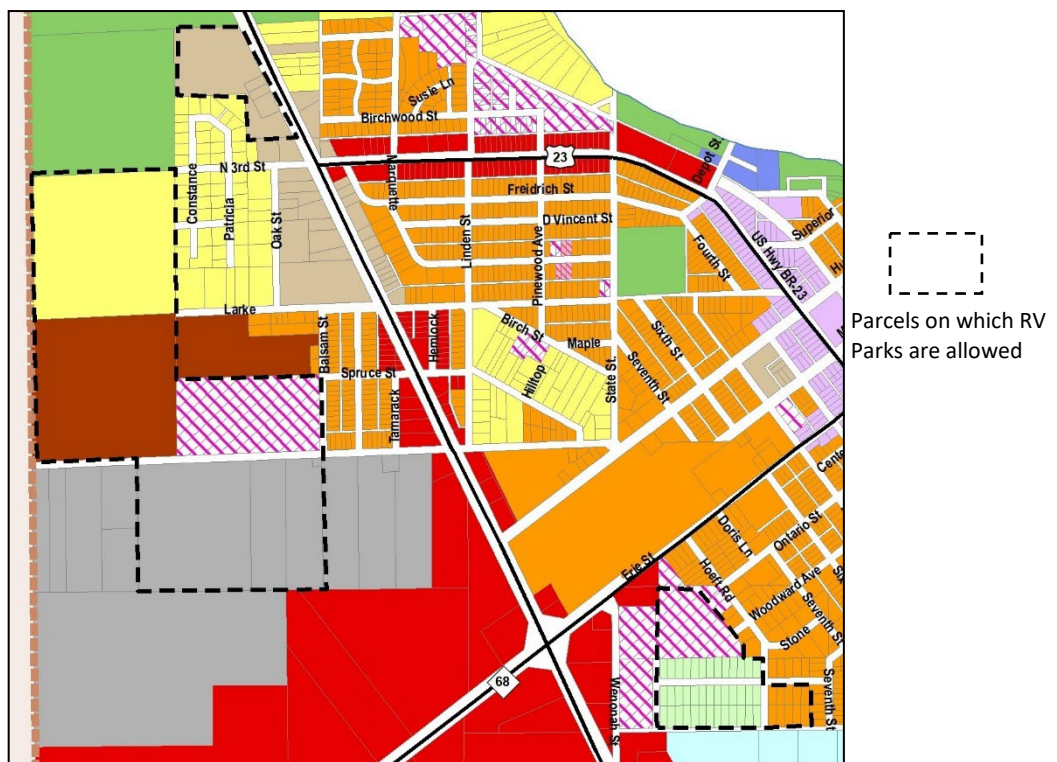 Susie Ln
Birchwood St
23
N 3rd St
Marquette
Depot St.
Constance
Patricia
Oak St
Freidrich St
Linden St
D Vincent St
Pinewood Ave
Superior
Fourth St
US Hwy BR-23
Larke
Birch St
Maple
Balsam St
Hemlock
Spruce St
Tamarack
Hilltop
State St.
Sixth St
Seventh St
Parcels on which RV
Parks are allowed
Erie St
Doris Ln
Ontario St
Hoeft Rd
Woodward Ave
Seventh St
Stone
68
Wenonah St
Seventh St